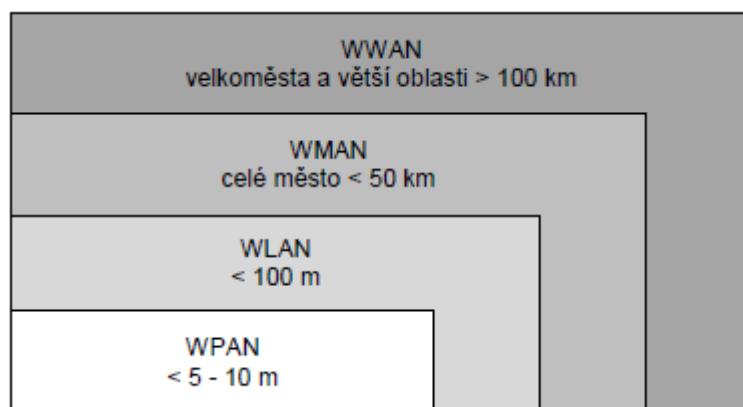 WWAN
velkoměsta a větší oblasti > 100 km
WMAN
celé město < 50 km
WLAN
< 100 m
WPAN
< 5 - 10 m